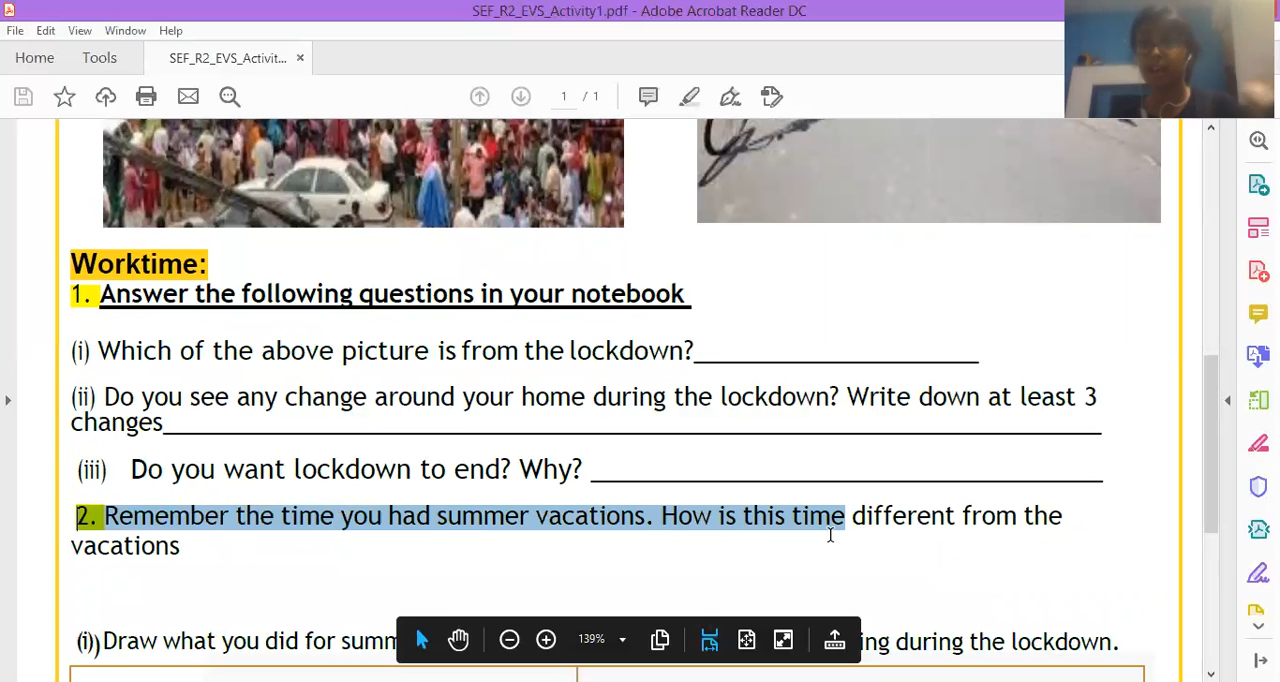 SEF_R2_EVS_Activity1.pdf - Adobe Acrobat Reader DC
File Edit View Window Help
Home Tools SEF_R2_EVS_Activit... ×
1 / 1
Worktime:
1. Answer the following questions in your notebook
(i) Which of the above picture is from the lockdown?
(ii) Do you see any change around your home during the lockdown? Write down at least 3
changes
(iii) Do you want lockdown to end? Why?
2. Remember the time you had summer vacations. How is this time different from the
vacations
(i) Draw what you did for summ
ing during the lockdown.
139%